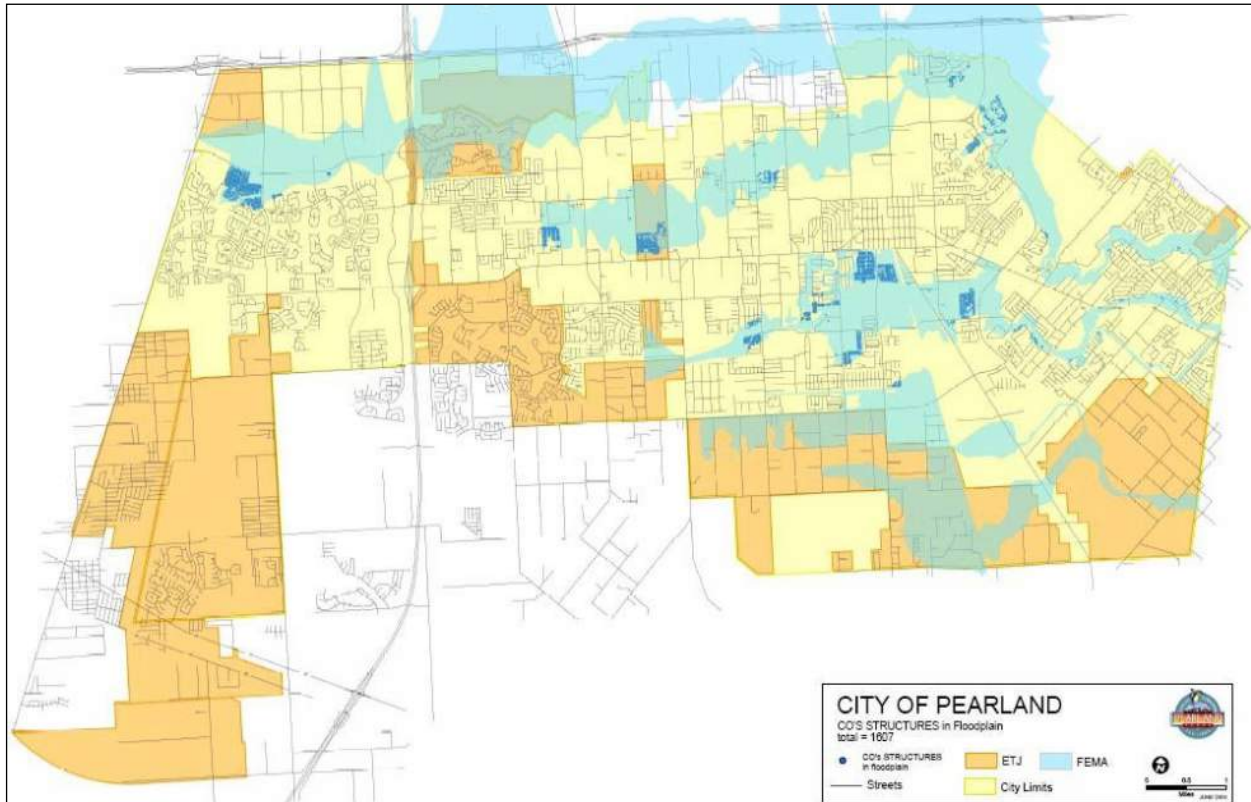 CITY OF PEARLAND
CO'S STRUCTURES in Floodplain
total = 1607
CO's STRUCTURES
in floodplain
ETJ
FEMA
Streets
City Limits
0 0.5 1
Miles
PEARLAND
N